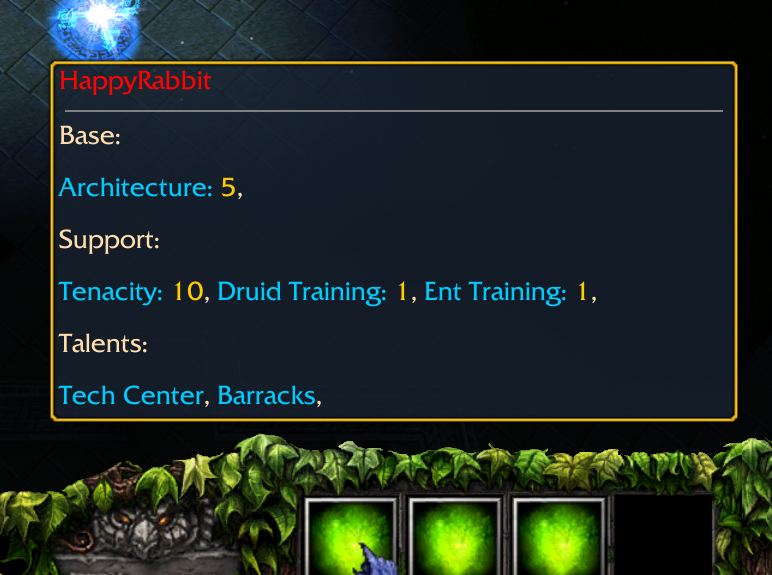 HappyRabbit
Base:
Architecture: 5,
Support:
Tenacity: 10, Druid Training: 1, Ent Training: 1,
Talents:
Tech Center, Barracks,